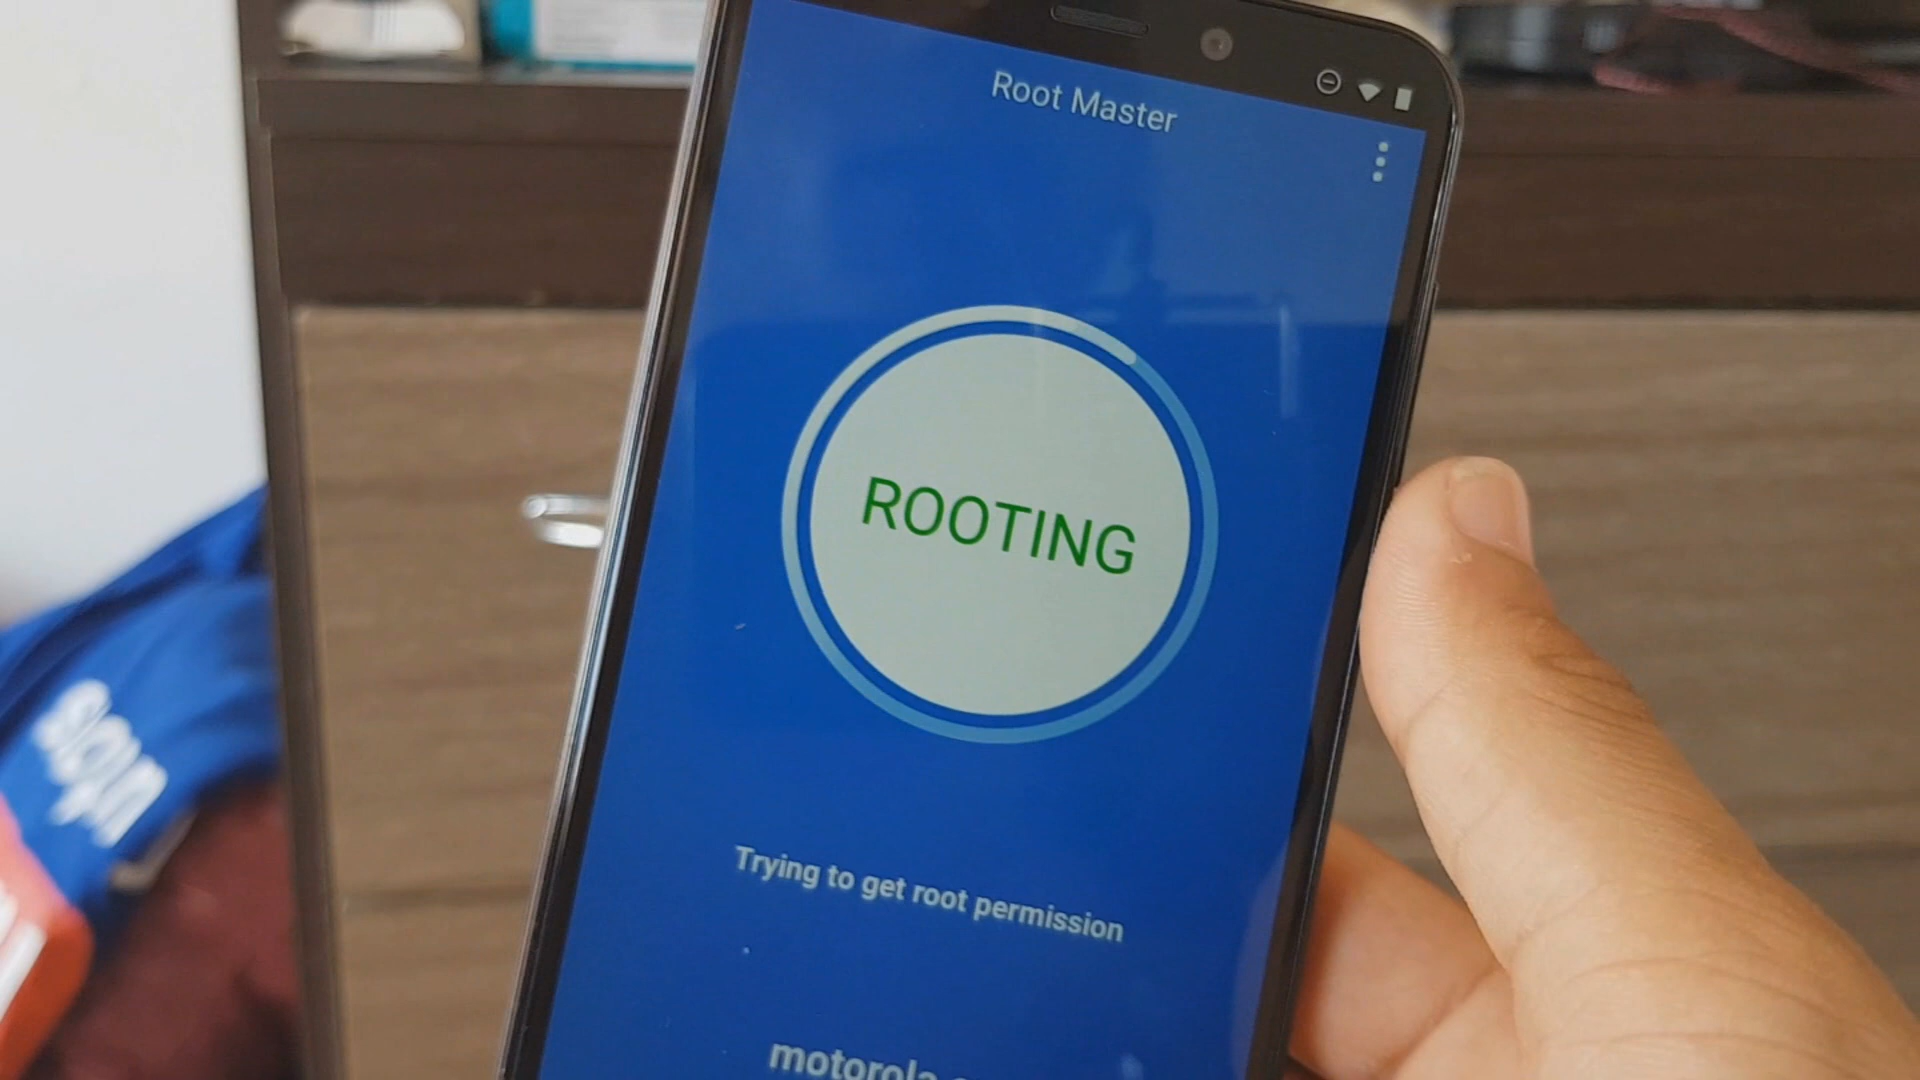 Root Master
ROOTING
Trying to get root permission
motorola